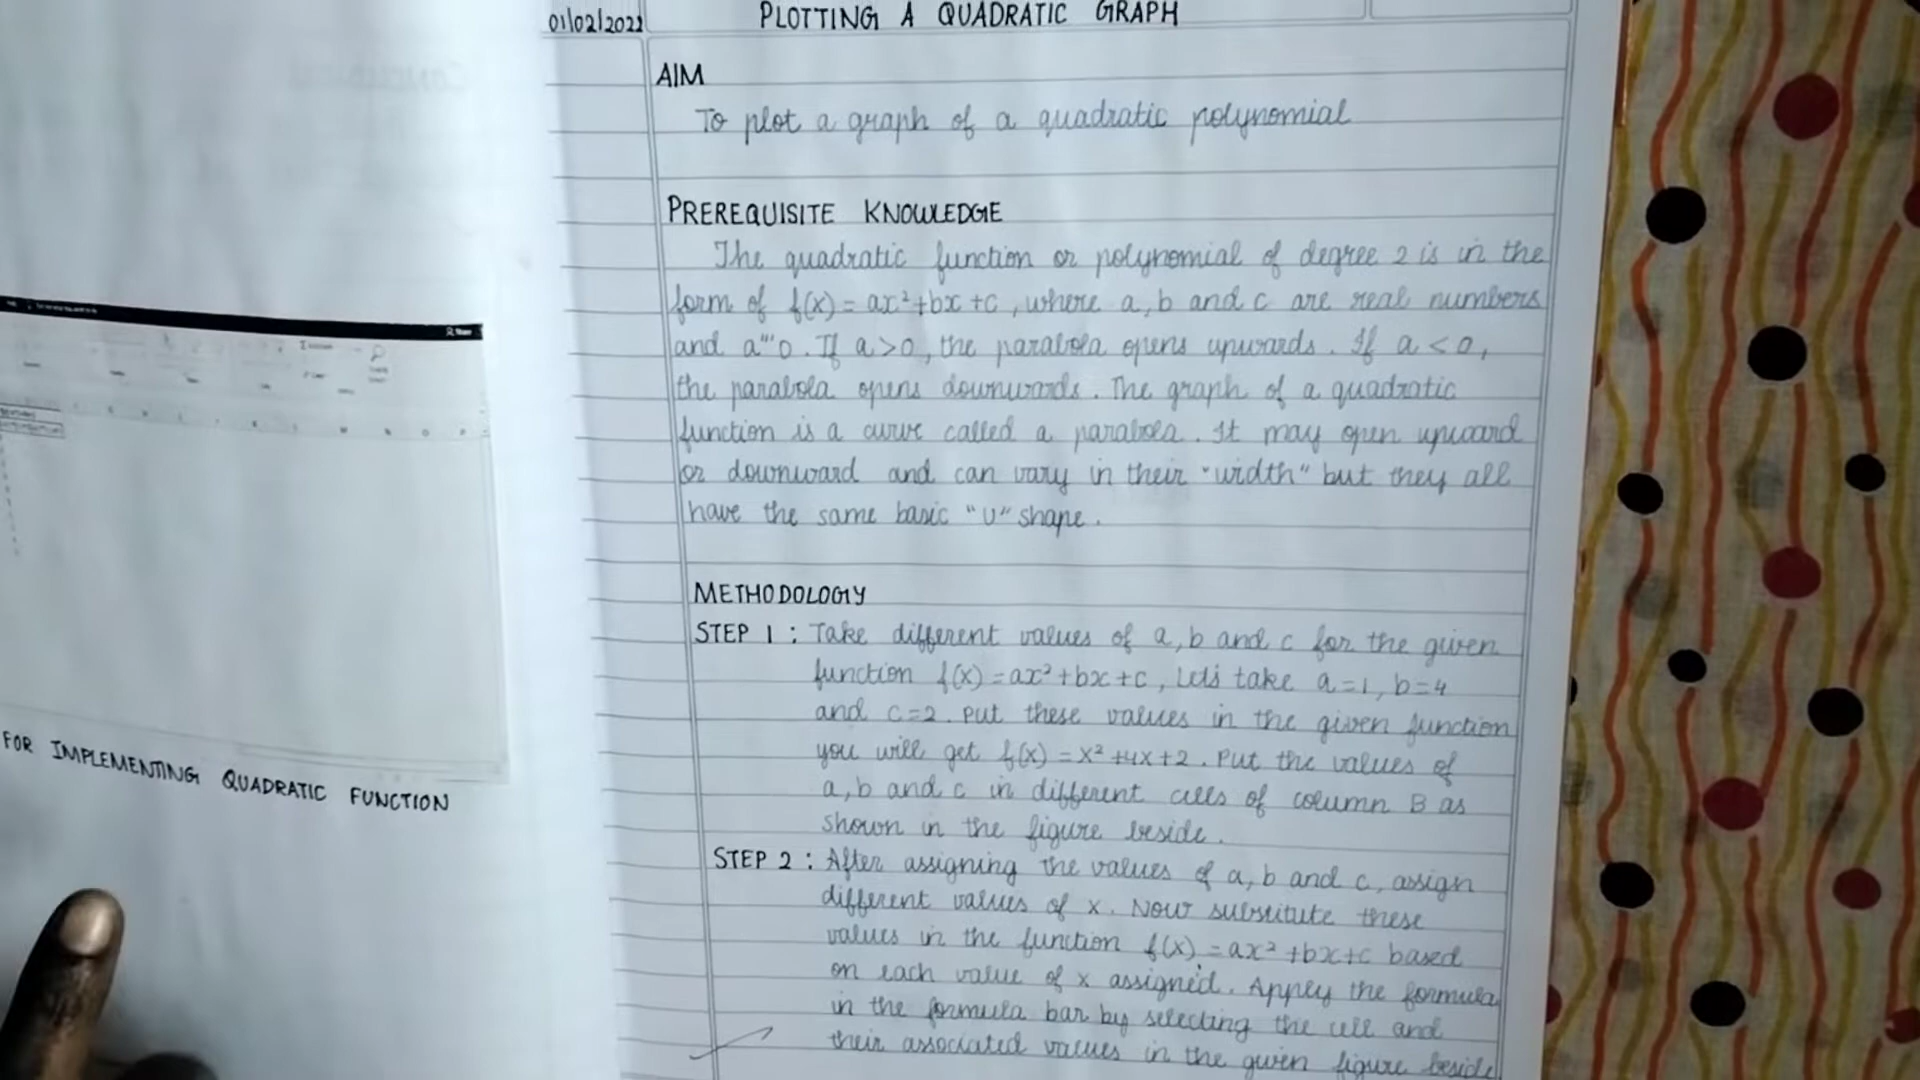 FOR IMPLEMENTING QUADRATIC FUNCTION
01/02/2022
PLOTTING A QUADRATIC GRAPH
AIM
To plot a graph of a quadratic polynomial
PREREQUISITE KNOWLEDGE
The quadratic function or polynomial of degree 2 is in the
form of f(x) = ax²+bx+c, where a, b and c are real numbers
and a"'0. If a>0, the parabola opens upwards. If a<0,
the parabola opens downwards. The graph of a quadratic
function is a curve called a parabola. It may open upward
or downward and can vary in their "width" but they all
have the same basic "U" shape.
METHODOLOGY
STEP 1 : Take different values of a, b and c for the given
function f(x) = ax²+bx+c, Let's take a=1, b=4
and c=2. Put these values in the given function
you will get f(x) = x²+4x+2. Put the values of
a, b and c in different cells of column B as
shown in the figure beside.
STEP 2 : After assigning the values of a, b and c, assign
different values of x. Now substitute these
values in the function f(x) = ax²+bx+c based
on each value of x assigned. Apply the formula
in the formula bar by selecting the cell and
their associated values in the given figure beside